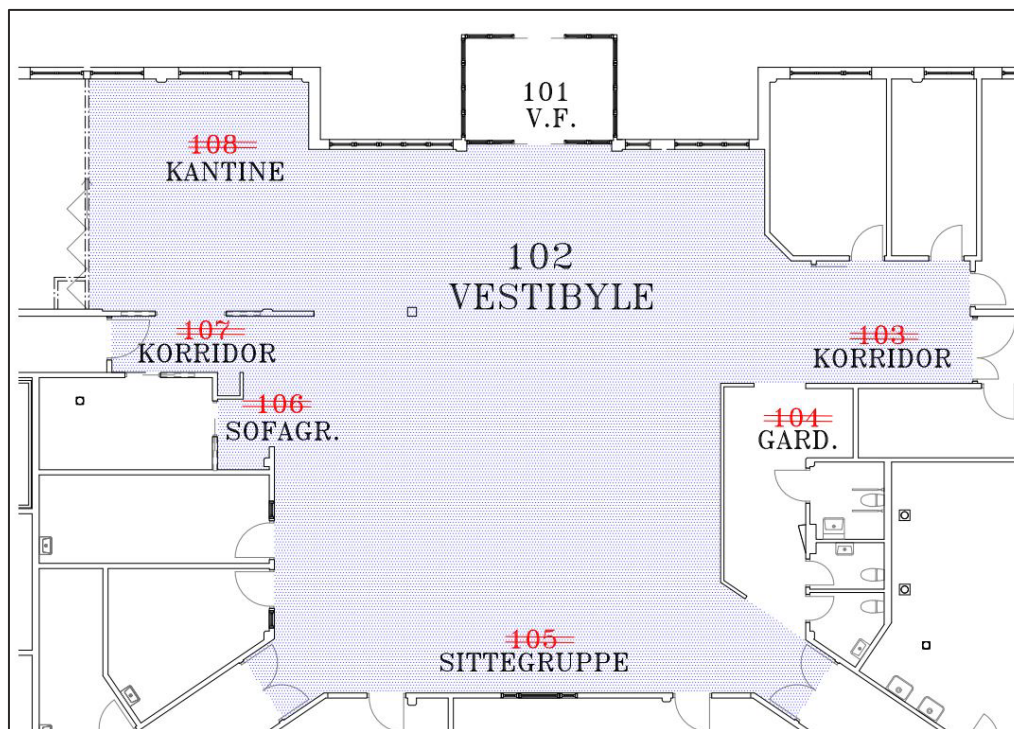 101
V.F.
108
KANTINE
102
VESTIBYLE
107
KORRIDOR
103
KORRIDOR
106
SOFAGR.
104
GARD.
105
SITTEGRUPPE